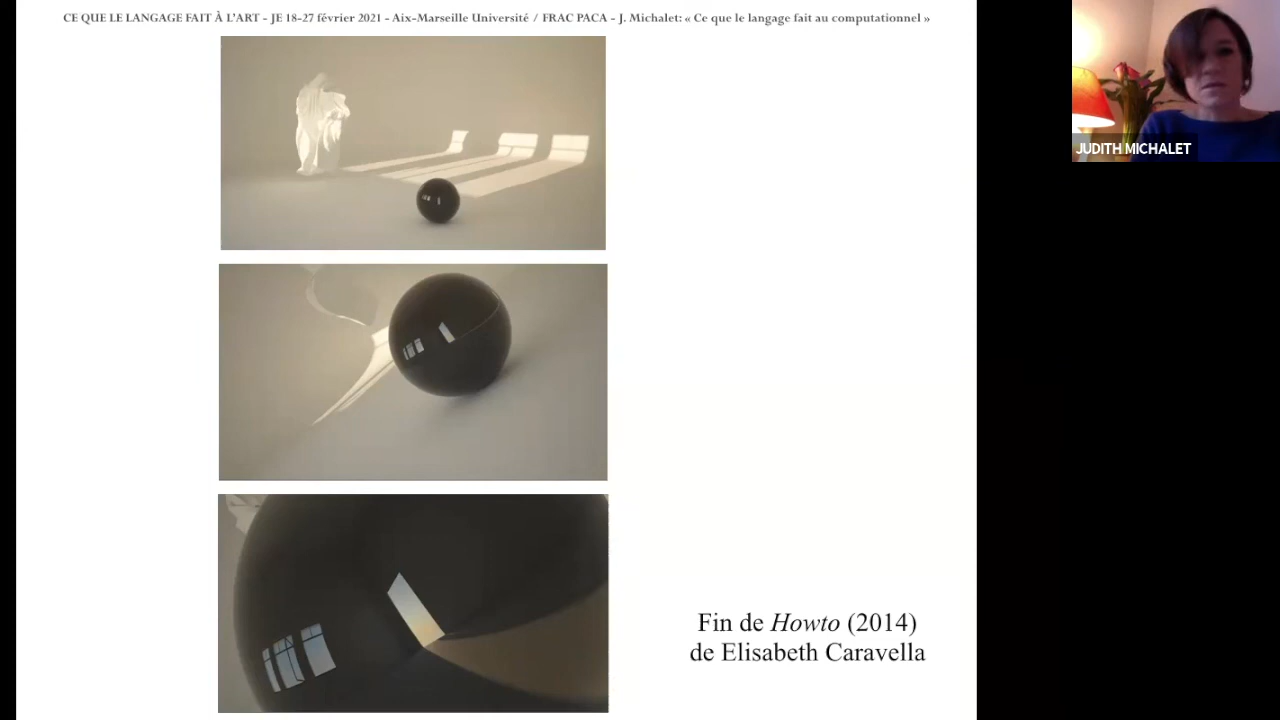 CE QUE LE LANGAGE FAIT À L'ART - JE 18-27 février 2021 - Aix-Marseille Université / FRAC PACA - J. Michalet: « Ce que le langage fait au computationnel »
JUDITH MICHALET
Fin de Howto (2014)
de Elisabeth Caravella